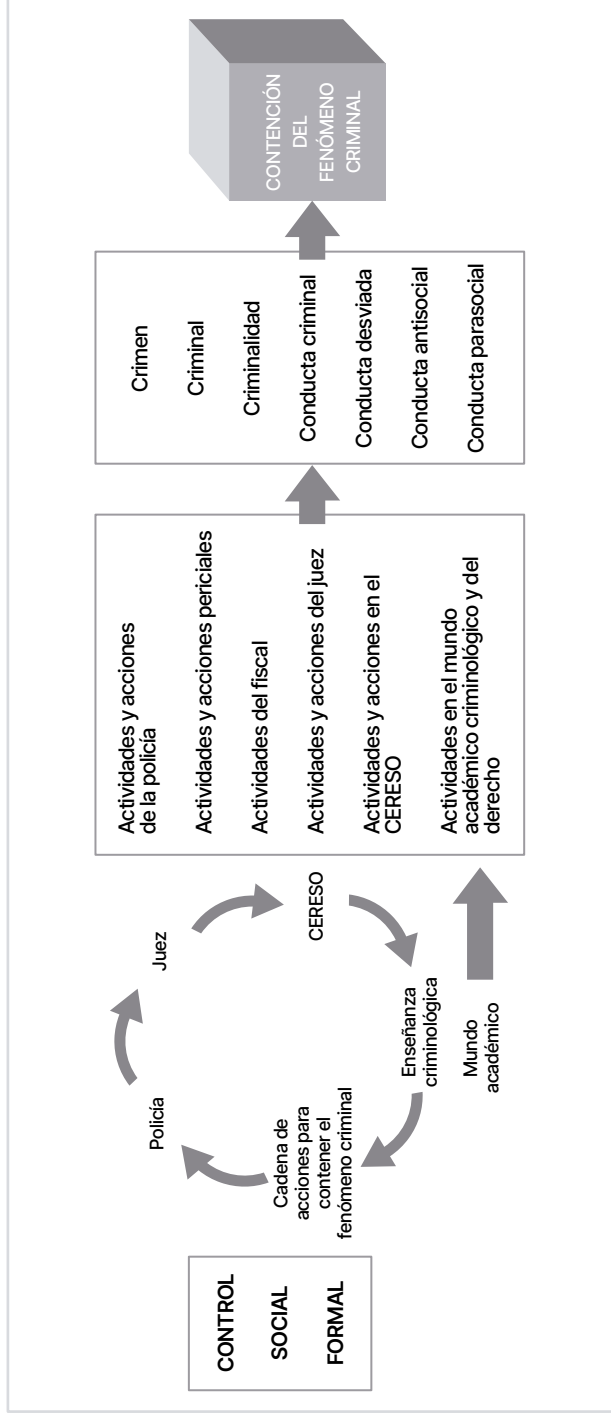 CONTROL
SOCIAL
FORMAL
Cadena de
acciones para
contener el
fenómeno criminal
Policía
Juez
CERESO
Enseñanza
criminológica
Mundo
académico
Actividades y acciones
de la policía
Actividades y acciones periciales
Actividades del fiscal
Actividades y acciones del juez
Actividades y acciones en el
CERESO
Actividades en el mundo
académico criminológico y del
derecho
Crimen
Criminal
Criminalidad
Conducta criminal
Conducta desviada
Conducta antisocial
Conducta parasocial
CONTENCIÓN
DEL
FENÓMENO
CRIMINAL